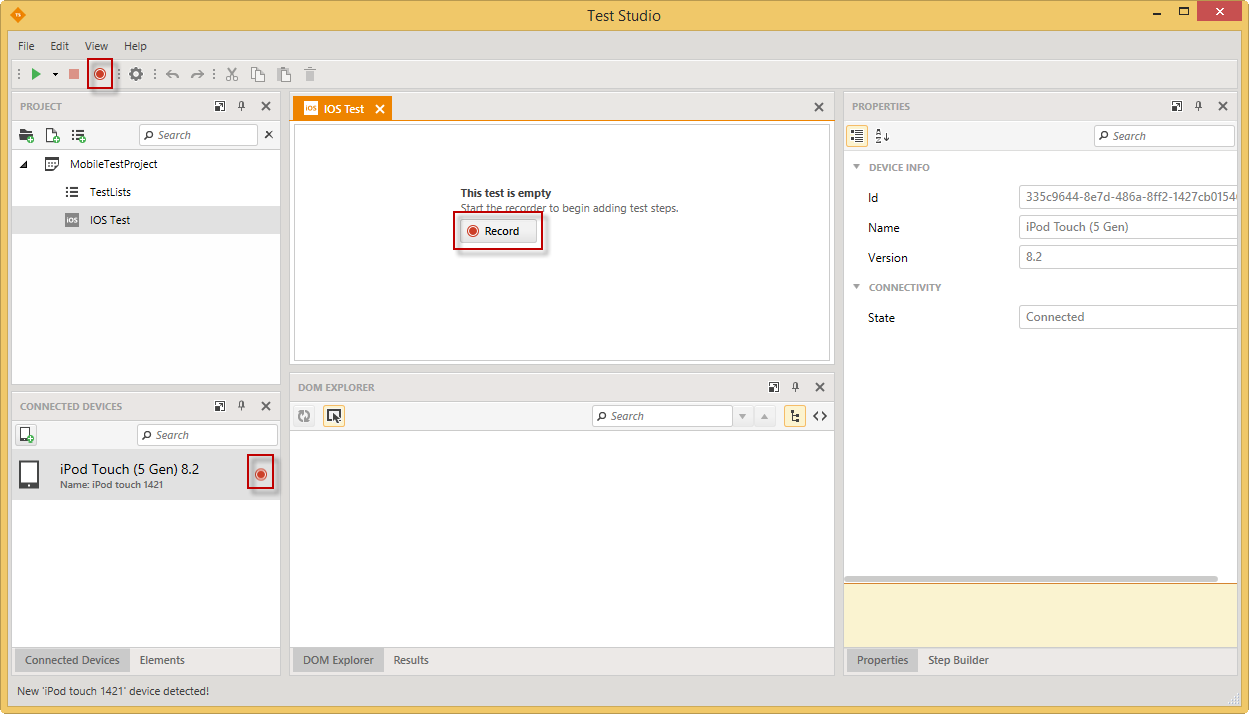 Test Studio
File Edit View Help
PROJECT
Search
MobileTestProject
TestLists
IOS Test
CONNECTED DEVICES
Search
iPod Touch (5 Gen) 8.2
Name: iPod touch 1421
Connected Devices Elements
IOS Test
This test is empty
Start the recorder to begin adding test steps.
Record
DOM EXPLORER
Search
DOM Explorer Results
PROPERTIES
Search
DEVICE INFO
Id 335c9644-8e7d-486a-8ff2-1427cb0154
Name iPod Touch (5 Gen)
Version 8.2
CONNECTIVITY
State Connected
Properties Step Builder
New 'iPod touch 1421' device detected!